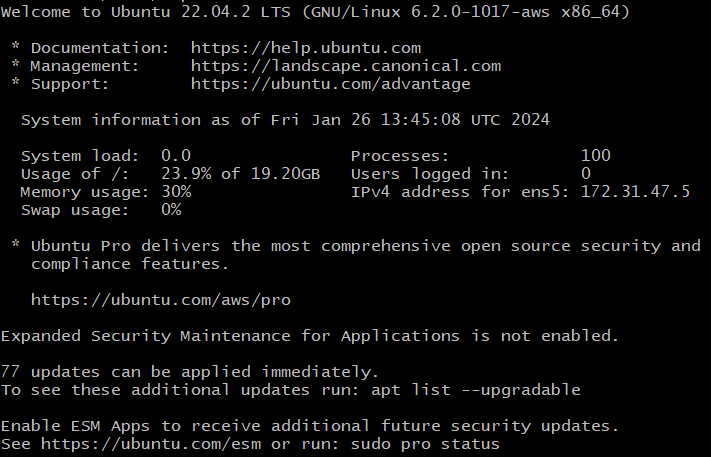 Welcome to Ubuntu 22.04.2 LTS (GNU/Linux 6.2.0-1017-aws x86_64)
* Documentation: https://help.ubuntu.com
* Management: https://landscape.canonical.com
* Support: https://ubuntu.com/advantage
System information as of Fri Jan 26 13:45:08 UTC 2024
System load: 0.0 Processes: 100
Usage of /: 23.9% of 19.20GB Users logged in: 0
Memory usage: 30% IPv4 address for ens5: 172.31.47.5
Swap usage: 0%
* Ubuntu Pro delivers the most comprehensive open source security and
compliance features.
https://ubuntu.com/aws/pro
Expanded Security Maintenance for Applications is not enabled.
77 updates can be applied immediately.
To see these additional updates run: apt list --upgradable
Enable ESM Apps to receive additional future security updates.
See https://ubuntu.com/esm or run: sudo pro status